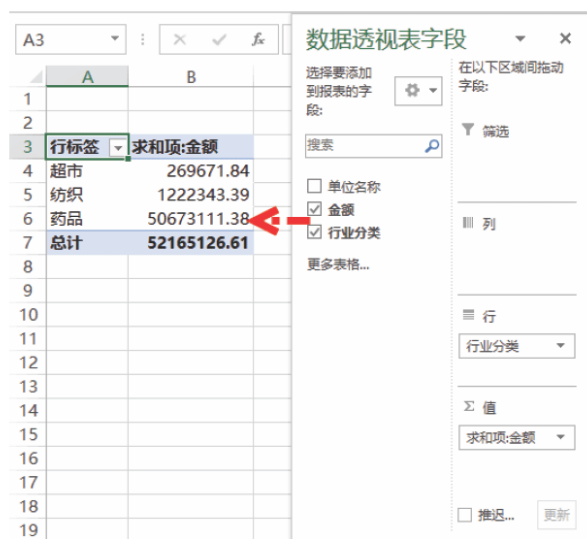 A3
fx
数据透视表字段
选择要添加
到报表的字
段:
在以下区域间拖动
字段:
搜索
单位名称
金额
行业分类
更多表格...
筛选
列
行
行业分类
Σ 值
求和项:金额
推迟...
更新
A B
1
2
3 行标签 求和项:金额
4 超市 269671.84
5 纺织 1222343.39
6 药品 50673111.38
7 总计 52165126.61
8
9
10
11
12
13
14
15
16
17
18
19